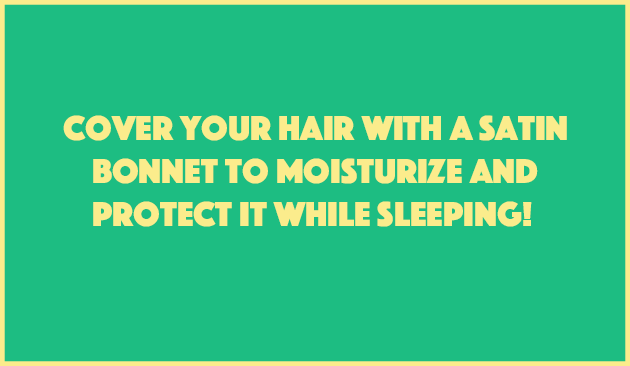 COVER YOUR HAIR WITH A SATIN
BONNET TO MOISTURIZE AND
PROTECT IT WHILE SLEEPING!